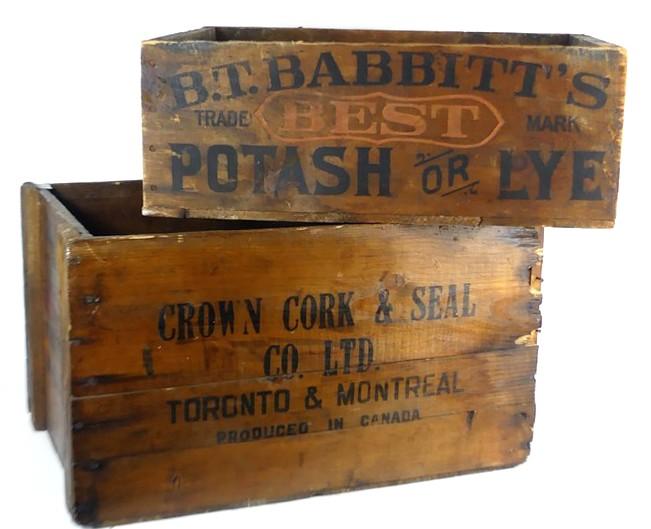 B.T. BABBITT'S
TRADE BEST MARK
POTASH OR LYE
CROWN CORK & SEAL
CO. LTD.
TORONTO & MONTREAL
PRODUCED IN CANADA